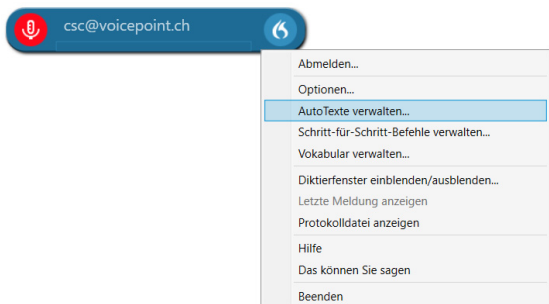 csc@voicepoint.ch
Abmelden...
Optionen...
AutoTexte verwalten...
Schritt-für-Schritt-Befehle verwalten...
Vokabular verwalten...
Diktierfenster einblenden/ausblenden...
Letzte Meldung anzeigen
Protokolldatei anzeigen
Hilfe
Das können Sie sagen
Beenden